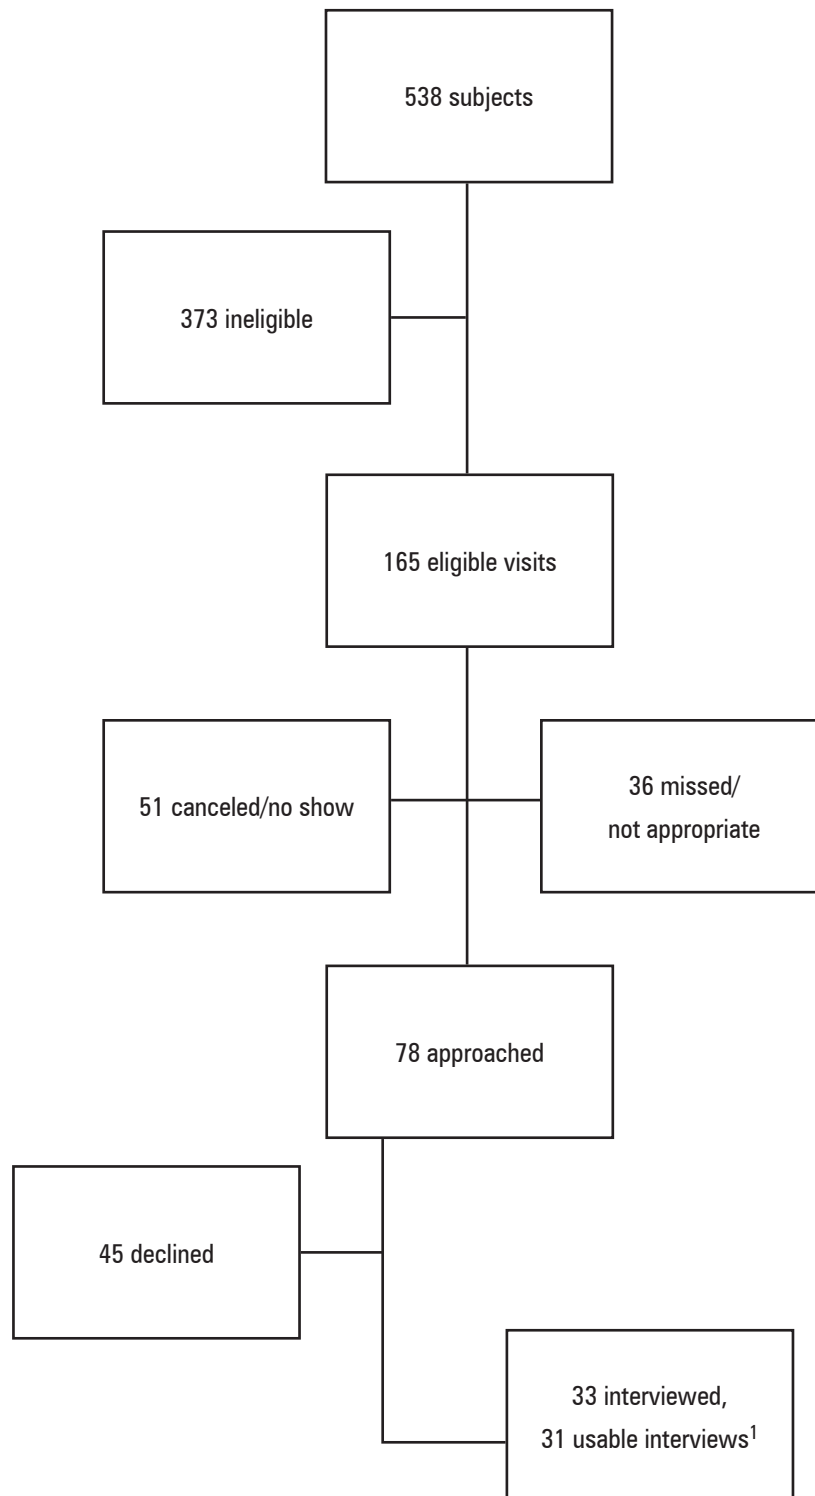 538 subjects
373 ineligible
165 eligible visits
51 canceled/no show
36 missed/
not appropriate
78 approached
45 declined
33 interviewed,
31 usable interviews¹